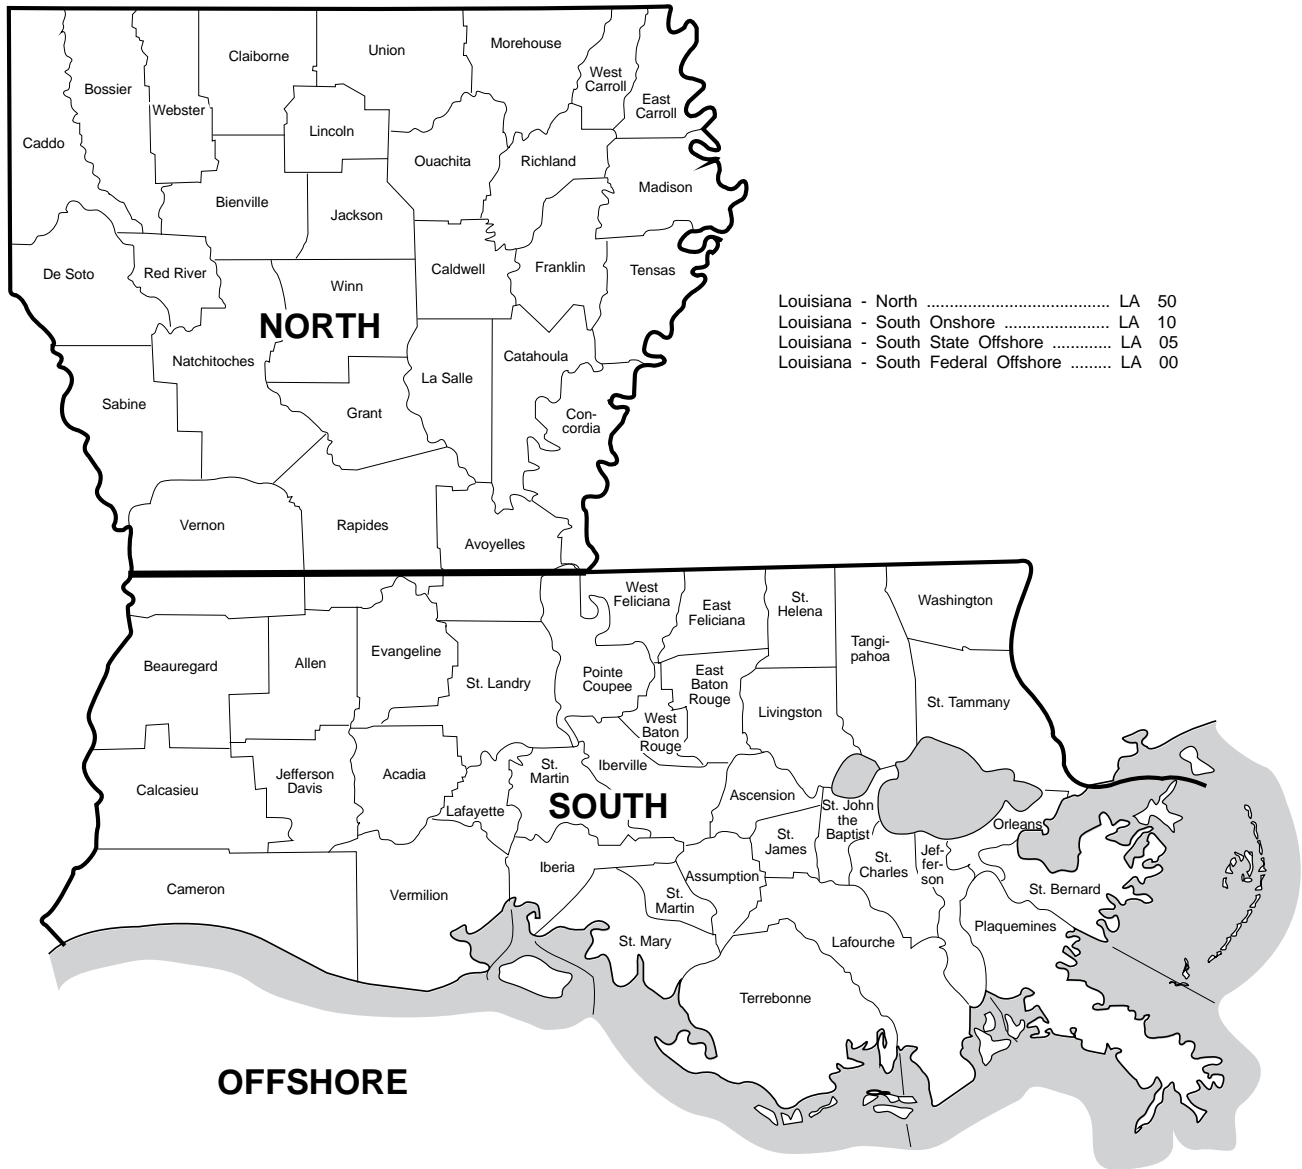 Claiborne
Union
Morehouse
West
Carroll
East
Carroll
Bossier
Webster
Caddo
Lincoln
Ouachita
Richland
Madison
Bienville
Jackson
De Soto
Red River
Caldwell
Franklin
Tensas
Winn
NORTH
Natchitoches
Catahoula
La Salle
Sabine
Grant
Con-
cordia
Vernon
Rapides
Avoyelles
Louisiana - North ........................................ LA 50
Louisiana - South Onshore ....................... LA 10
Louisiana - South State Offshore ............. LA 05
Louisiana - South Federal Offshore ......... LA 00
West
Feliciana
East
Feliciana
St.
Helena
Washington
Tangi-
pahoa
Beauregard
Allen
Evangeline
St. Landry
Pointe
Coupee
East
Baton
Rouge
West
Baton
Rouge
Livingston
St. Tammany
Calcasieu
Jefferson
Davis
Acadia
Lafayette
St.
Martin
Iberville
SOUTH
Ascension
St. John
the
Baptist
Orleans
St.
James
St.
Charles
Jef-
fer-
son
Cameron
Vermilion
Iberia
Assumption
St.
Martin
St. Bernard
Plaquemines
St. Mary
Lafourche
Terrebonne
OFFSHORE